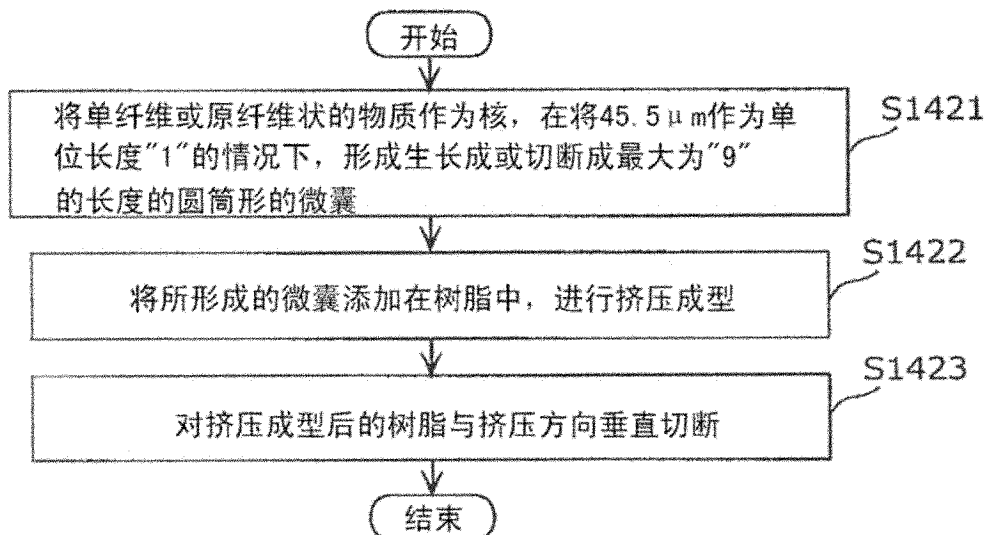 开始
将单纤维或原纤维状的物质作为核，在将45.5μm作为单
位长度"1"的情况下，形成生长成或切断成最大为"9"
的长度的圆筒形的微囊
S1421
将所形成的微囊添加在树脂中，进行挤压成型
S1422
对挤压成型后的树脂与挤压方向垂直切断
S1423
结束